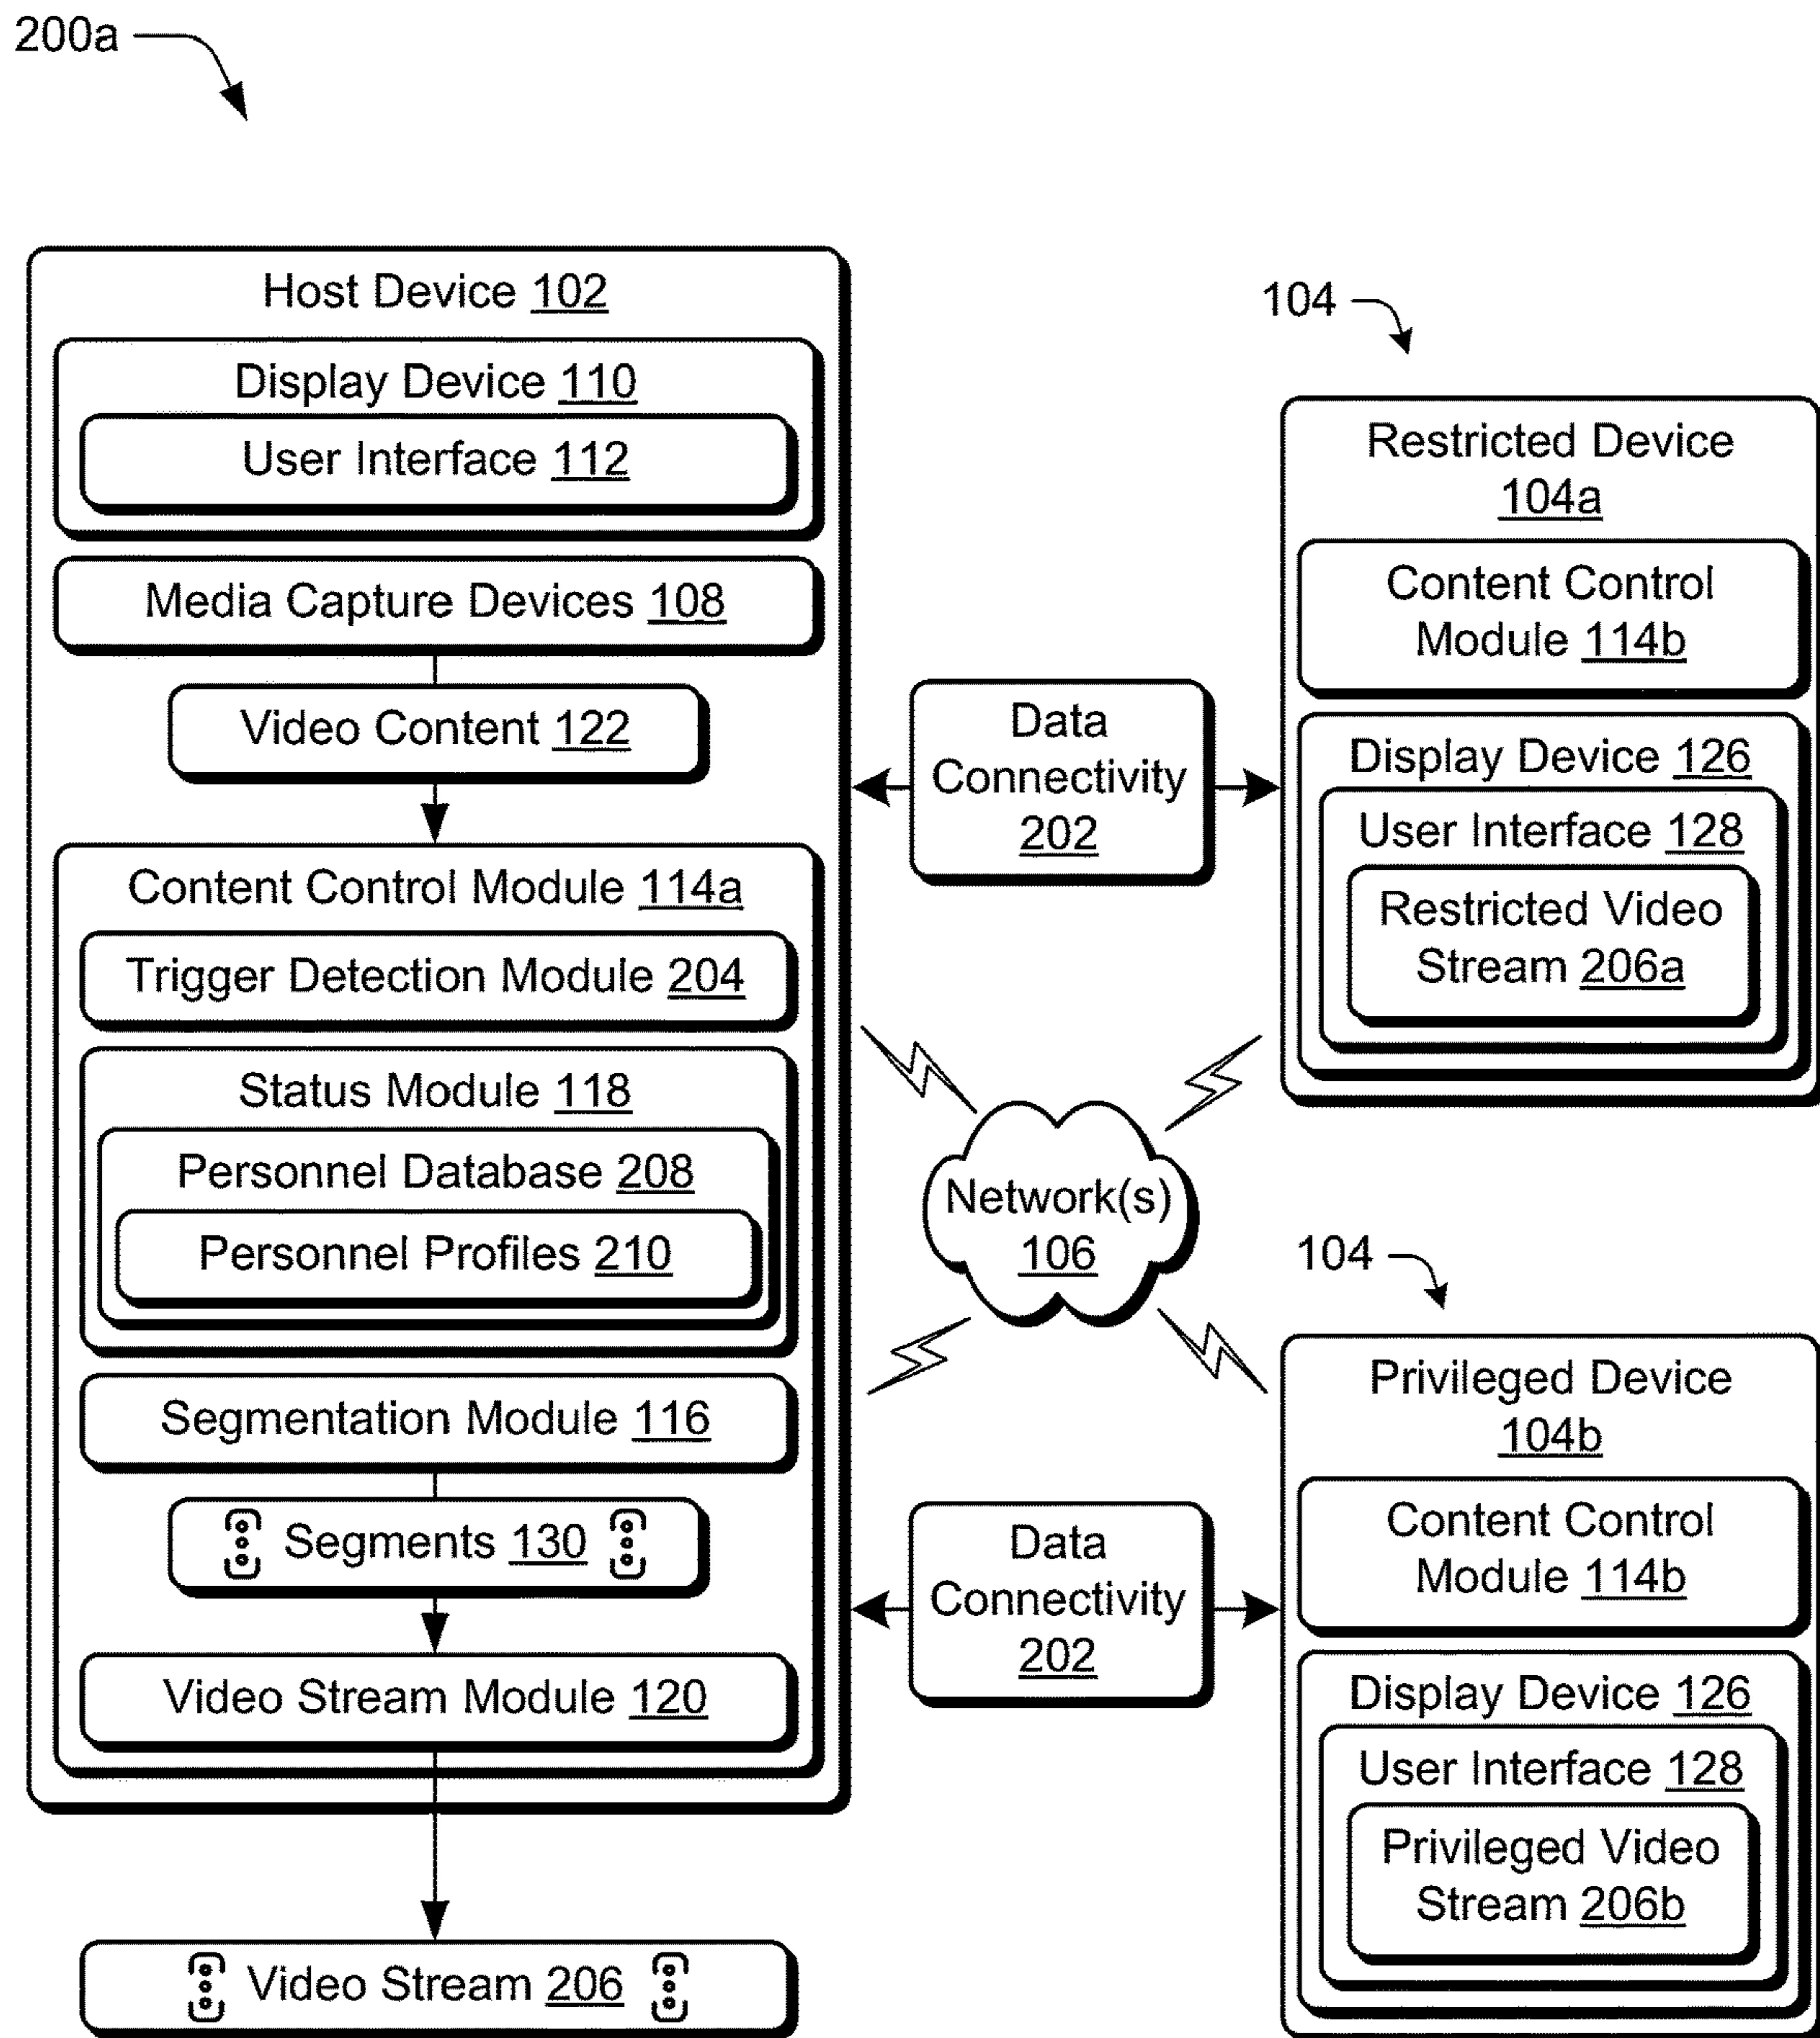 200a
Host Device 102
Display Device 110
User Interface 112
Media Capture Devices 108
Video Content 122
Content Control Module 114a
Trigger Detection Module 204
Status Module 118
Personnel Database 208
Personnel Profiles 210
Segmentation Module 116
Segments 130
Video Stream Module 120
Video Stream 206
Data
Connectivity
202
Network(s)
106
Data
Connectivity
202
104
Restricted Device
104a
Content Control
Module 114b
Display Device 126
User Interface 128
Restricted Video
Stream 206a
104
Privileged Device
104b
Content Control
Module 114b
Display Device 126
User Interface 128
Privileged Video
Stream 206b